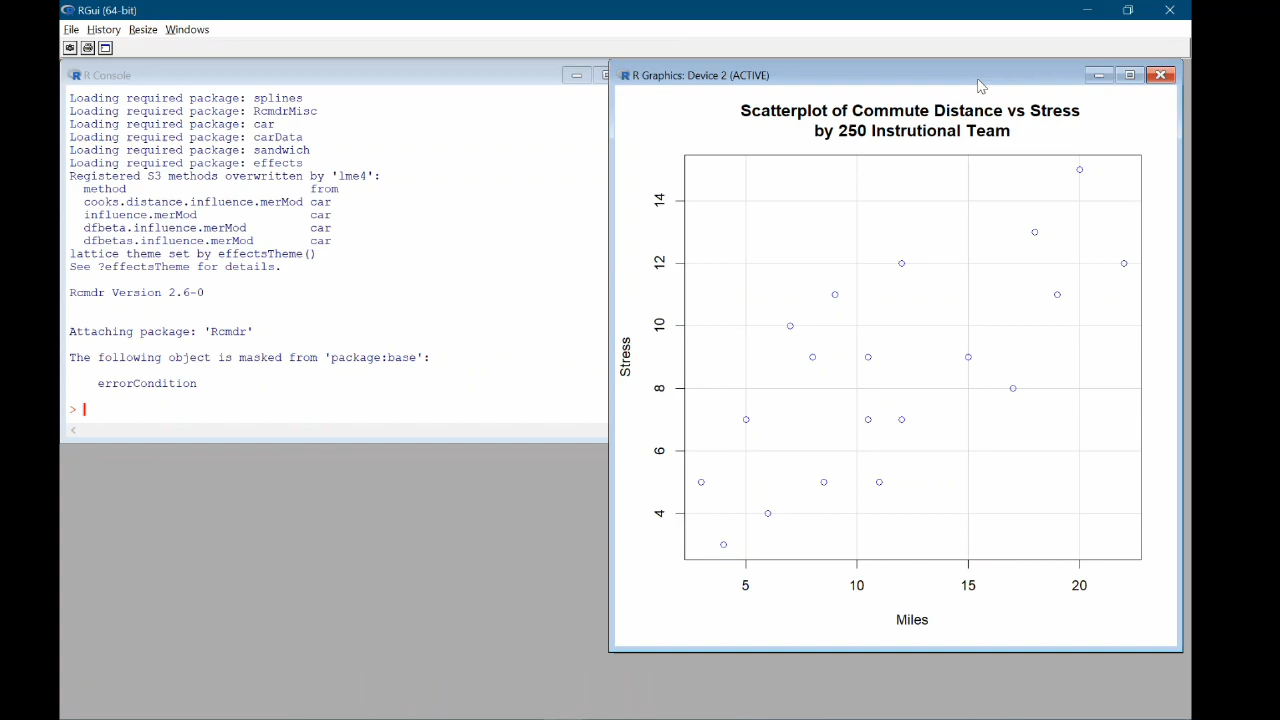 RGui (64-bit)
File History Resize Windows
R Console
Loading required package: splines
Loading required package: RcmdrMisc
Loading required package: car
Loading required package: carData
Loading required package: sandwich
Loading required package: effects
Registered S3 methods overwritten by 'lme4':
method from
cooks.distance.influence.merMod car
influence.merMod car
dfbeta.influence.merMod car
dfbetas.influence.merMod car
lattice theme set by effectsTheme()
See ?effectsTheme for details.
Rcmdr Version 2.6-0
Attaching package: 'Rcmdr'
The following object is masked from 'package:base':
errorCondition
>
R Graphics: Device 2 (ACTIVE)
Scatterplot of Commute Distance vs Stress
by 250 Instrutional Team
14
12
10
8
6
4
Stress
5 10 15 20
Miles